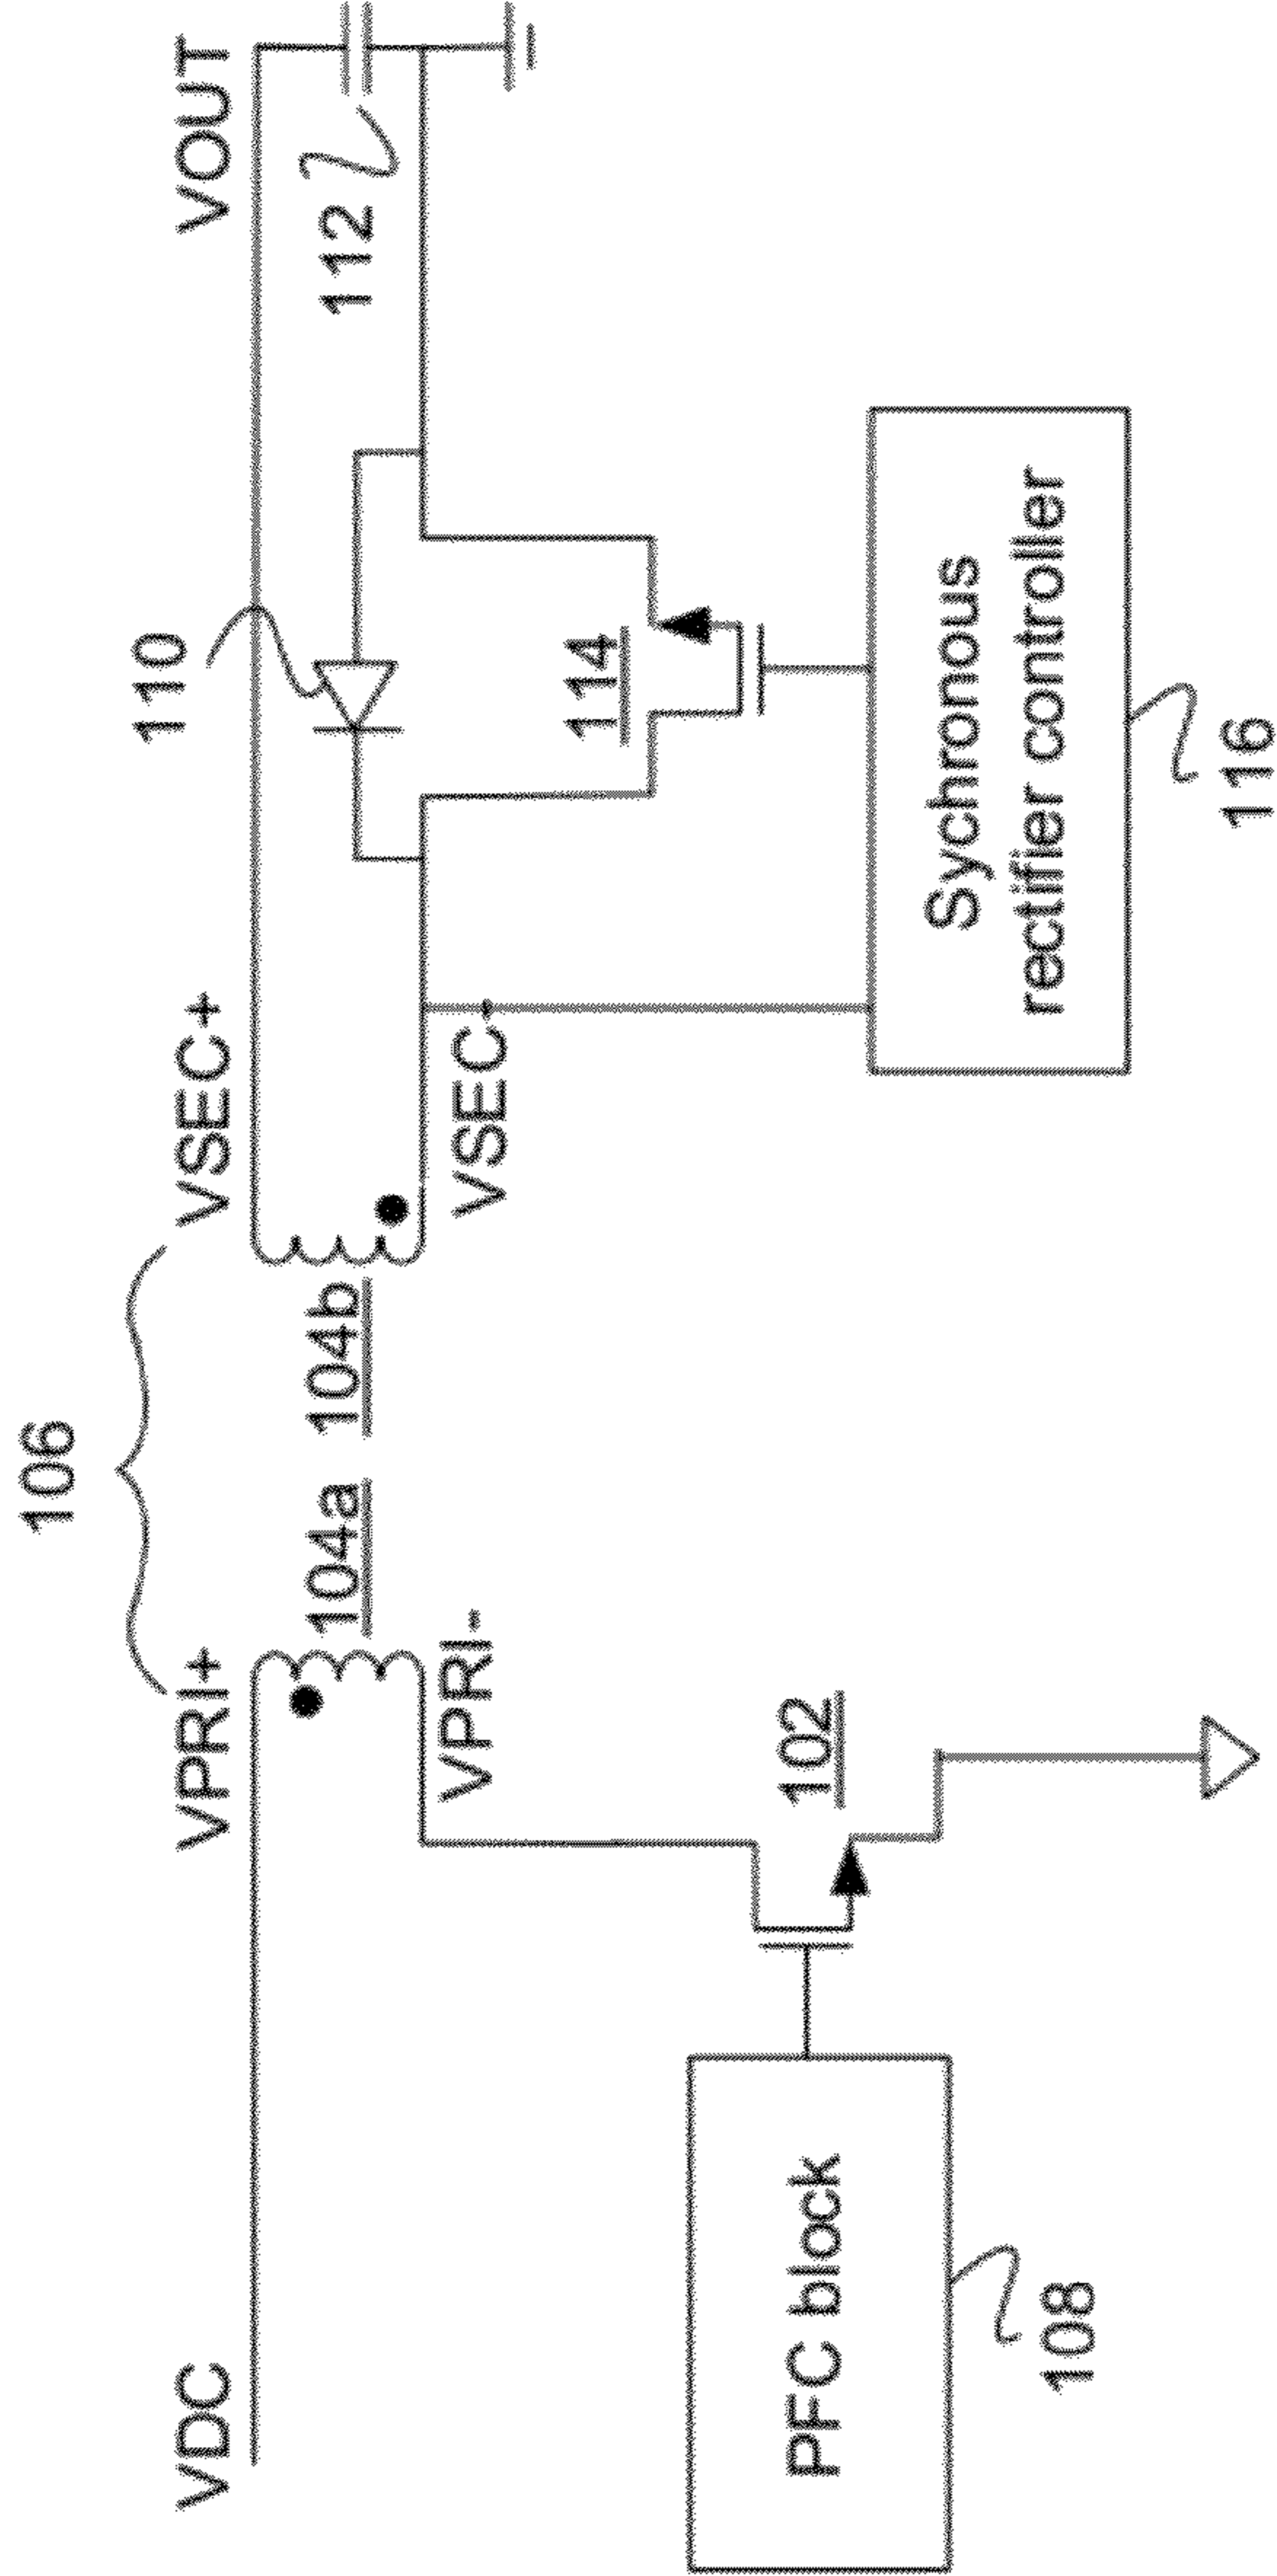 106
110
VDC
VPRI+
VSEC+
VOUT
104a
104b
112
VPRI-
VSEC-
114
102
PFC block
Sychronous
rectifier controller
108
116